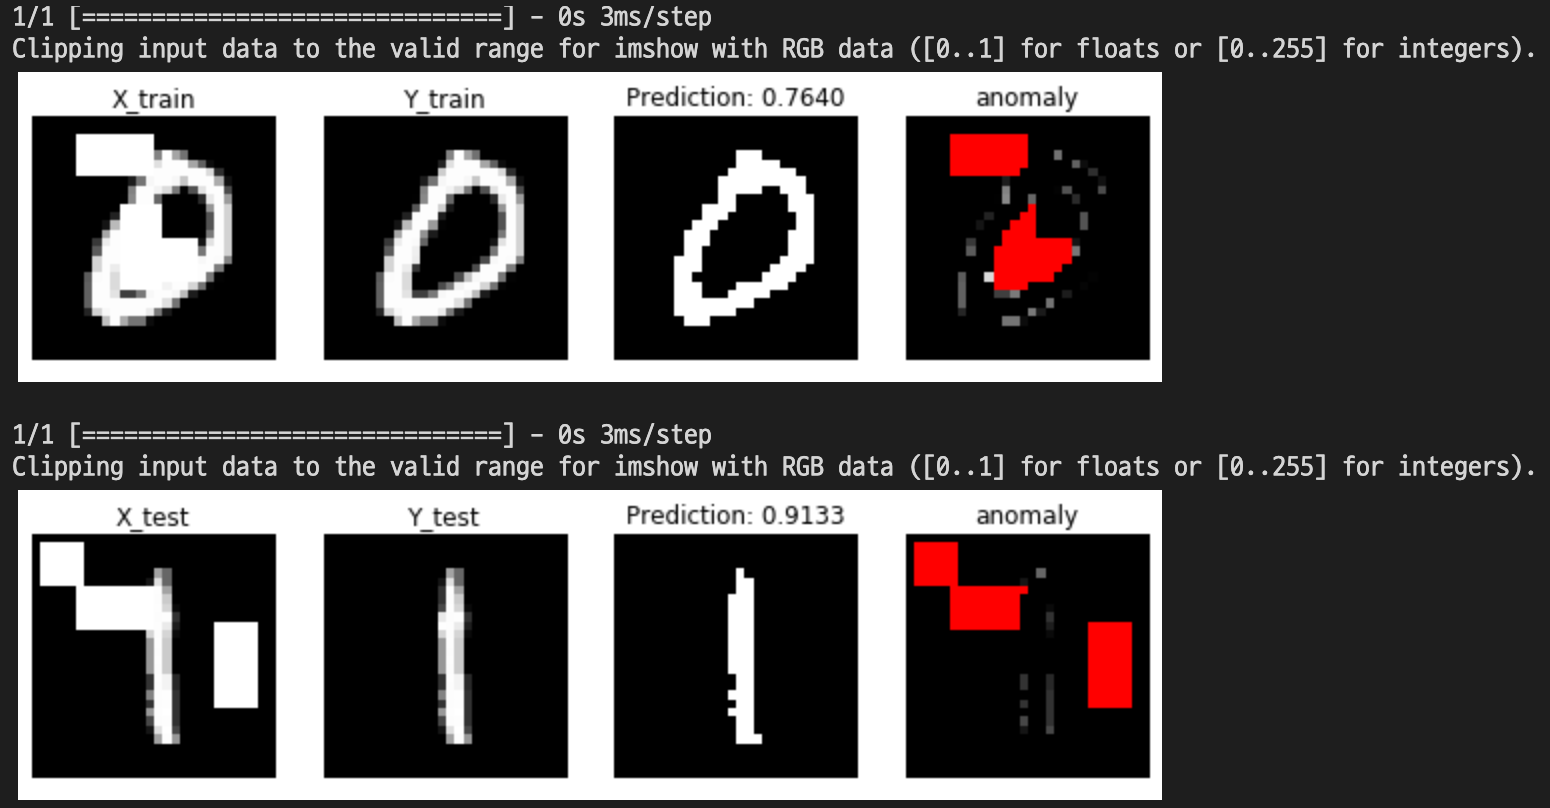 1/1 [==============================] - 0s 3ms/step
Clipping input data to the valid range for imshow with RGB data ([0..1] for floats or [0..255] for integers).
X_train Y_train Prediction: 0.7640 anomaly
1/1 [==============================] - 0s 3ms/step
Clipping input data to the valid range for imshow with RGB data ([0..1] for floats or [0..255] for integers).
X_test Y_test Prediction: 0.9133 anomaly